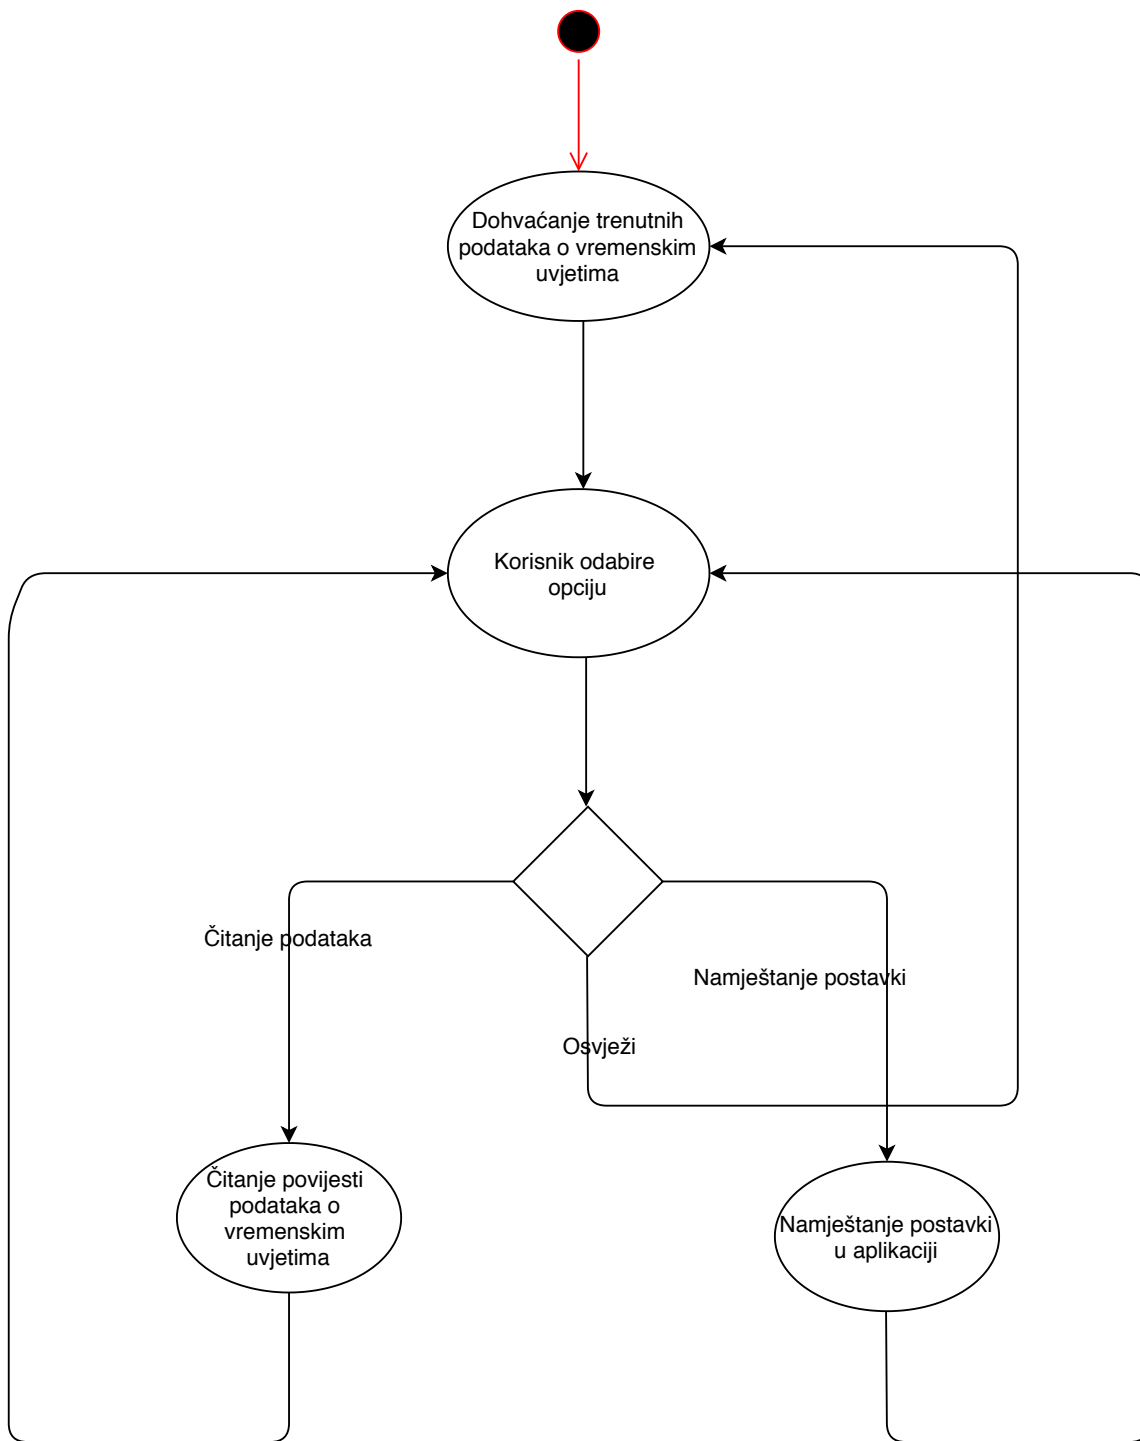 Dohvaćanje trenutnih
podataka o vremenskim
uvjetima
Korisnik odabire
opciju
Čitanje podataka
Namještanje postavki
Osvježi
Čitanje povijesti
podataka o
vremenskim
uvjetima
Namještanje postavki
u aplikaciji